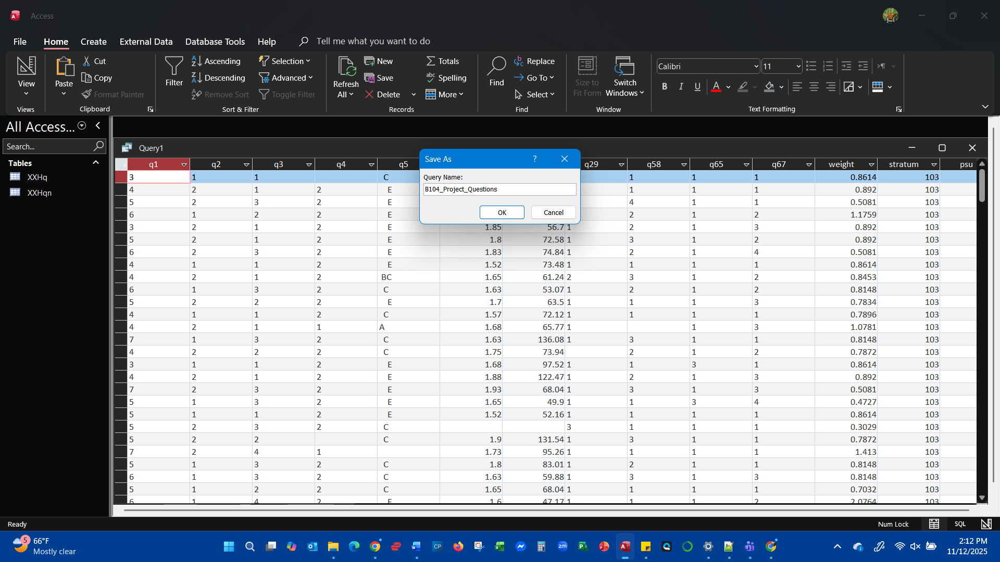 Access
File Home Create External Data Database Tools Help Tell me what you want to do
View Paste Cut Copy Format Painter Filter Ascending Descending Remove Sort Selection Advanced Toggle Filter Refresh All New Save Delete Totals Spelling More Find Replace Go To Select Size to Fit Form Switch Windows Calibri 11 B I U
Views Clipboard Sort & Filter Records Find Window Text Formatting
All Access...
Search...
Tables
XXHq
XXHqn
Query1
Save As ?
Query Name:
B104_Project_Questions
OK Cancel
q1 q2 q3 q4 q5 q29 q58 q65 q67 weight stratum psu
3 1 1 C 1 1 1 0.8614 103
4 2 1 2 E 1 1 1 0.892 103
5 2 3 2 E 4 1 1 0.5081 103
6 1 2 2 E 2 1 2 1.1759 103
3 2 1 2 E 1.85 56.7 1 2 1 3 0.892 103
5 2 1 2 E 1.8 72.58 1 3 1 2 0.892 103
6 2 3 2 E 1.83 74.84 1 2 1 4 0.5081 103
4 1 1 2 E 1.52 73.48 1 1 1 1 0.8614 103
4 2 1 2 BC 1.65 61.24 2 3 1 2 0.8453 103
6 1 3 2 C 1.63 53.07 1 2 1 2 0.8148 103
5 2 2 2 E 1.7 63.5 1 1 1 3 0.7834 103
4 1 1 2 C 1.57 72.12 1 1 1 1 0.7896 103
4 2 1 1 A 1.68 65.77 1 1 3 1.0781 103
7 1 3 2 C 1.63 136.08 1 3 1 1 0.8148 103
4 2 2 2 C 1.75 73.94 2 1 2 0.7872 103
3 1 1 2 E 1.68 97.52 1 1 3 1 0.8614 103
4 2 1 2 E 1.88 122.47 1 2 1 3 0.892 103
7 2 3 2 E 1.93 68.04 1 3 1 3 0.5081 103
5 1 3 2 E 1.65 49.9 1 1 3 4 0.4727 103
5 1 1 2 E 1.52 52.16 1 1 1 1 0.8614 103
5 2 3 2 C 3 1 1 1 0.3029 103
5 2 2 C 1.9 131.54 1 3 1 1 0.7872 103
7 2 4 1 1.73 95.26 1 1 1 1 1.413 103
5 1 3 2 C 1.8 83.01 1 2 1 1 0.8148 103
6 1 3 2 C 1.63 59.88 1 3 1 3 0.8148 103
5 1 2 2 C 1.65 68.04 1 1 1 1 0.7032 103
6 1 4 2 E 1.6 47.17 1 1 1 2 2.0764 103
Ready Num Lock SQL
5 66°F
Mostly clear
2:12 PM
11/12/2025